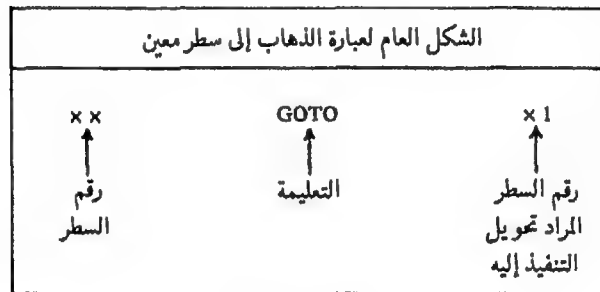 الشكل العام لعبارة الذهاب إلى سطر معين
x x GOTO x 1
رقم التعليمة رقم السطر
السطر المراد تحويل
التنفيذ إليه